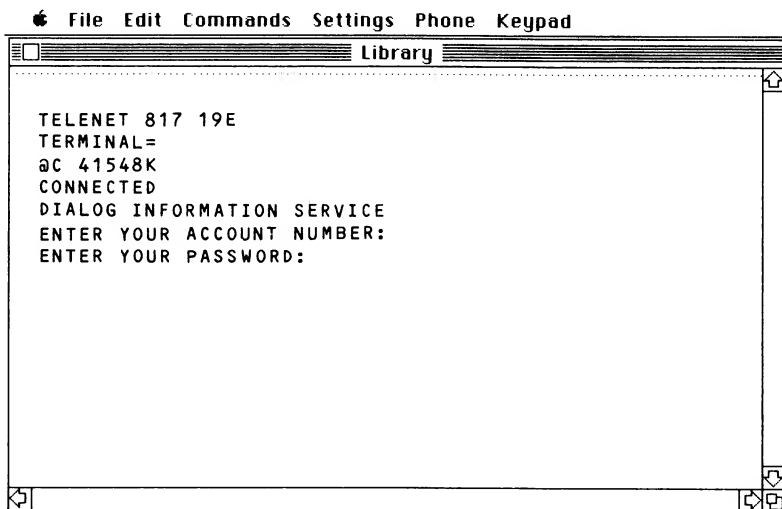 File Edit Commands Settings Phone Keypad
Library
TELENET 817 19E
TERMINAL=
@C 41548K
CONNECTED
DIALOG INFORMATION SERVICE
ENTER YOUR ACCOUNT NUMBER:
ENTER YOUR PASSWORD: